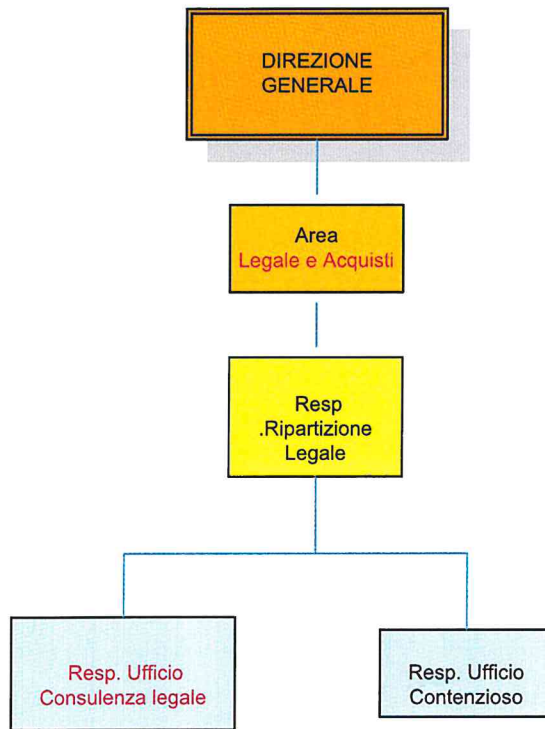 DIREZIONE
GENERALE
Area
Legale e Acquisti
Resp
.Ripartizione
Legale
Resp. Ufficio
Consulenza legale
Resp. Ufficio
Contenzioso